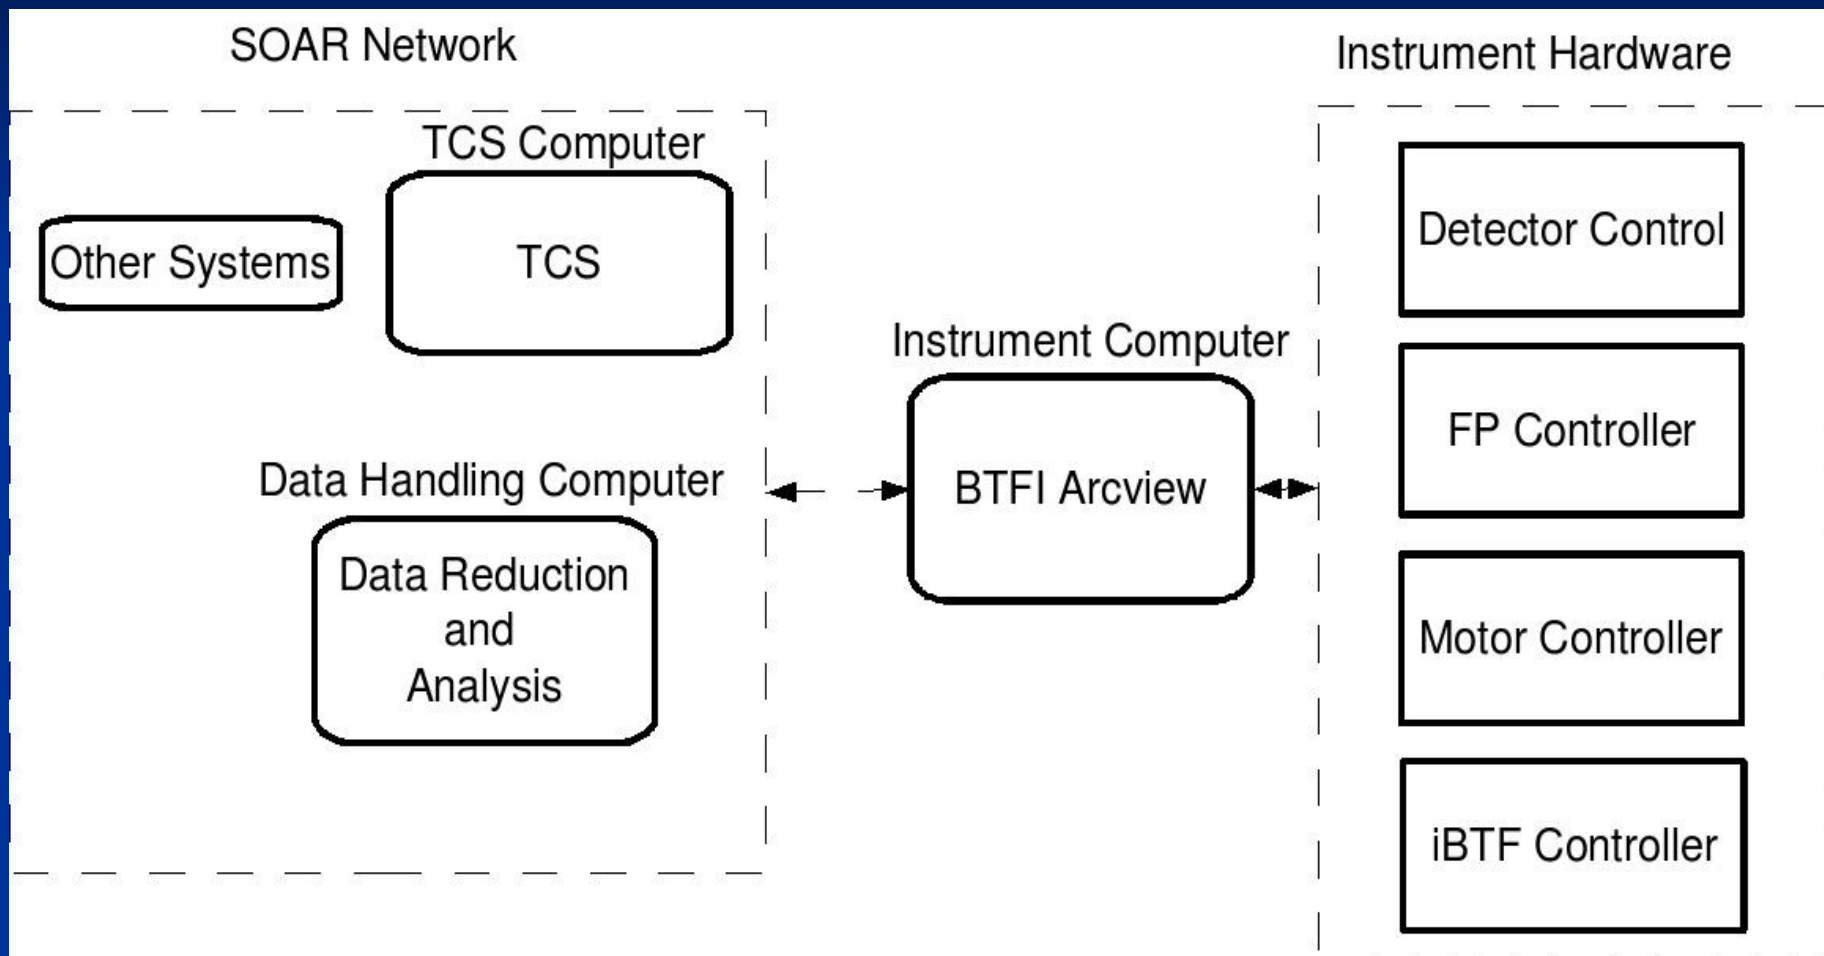 SOAR Network
Instrument Hardware
TCS Computer
Other Systems
TCS
Data Handling Computer
Data Reduction
and
Analysis
Instrument Computer
BTFI Arcview
Detector Control
FP Controller
Motor Controller
iBTF Controller